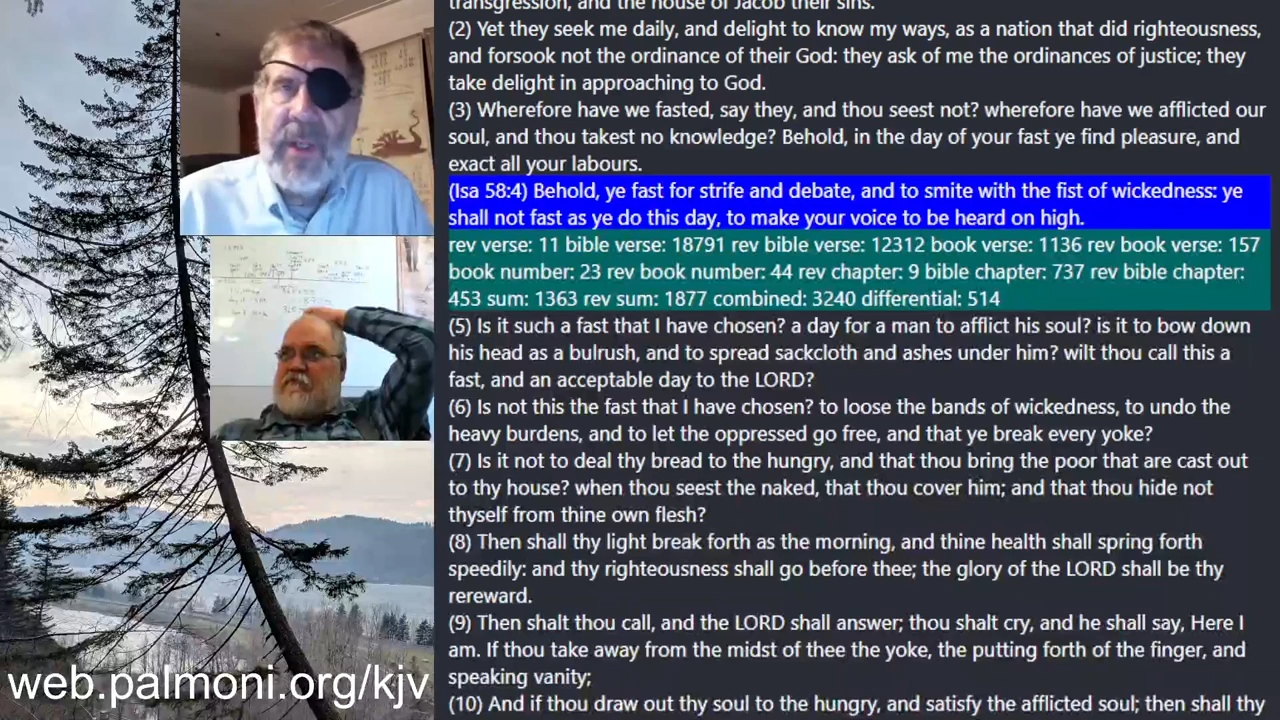 transgression, and the house of Jacob their sins.
(2) Yet they seek me daily, and delight to know my ways, as a nation that did righteousness,
and forsook not the ordinance of their God: they ask of me the ordinances of justice; they
take delight in approaching to God.
(3) Wherefore have we fasted, say they, and thou seest not? wherefore have we afflicted our
soul, and thou takest no knowledge? Behold, in the day of your fast ye find pleasure, and
exact all your labours.
(Isa 58:4) Behold, ye fast for strife and debate, and to smite with the fist of wickedness: ye
shall not fast as ye do this day, to make your voice to be heard on high.
rev verse: 11 bible verse: 18791 rev bible verse: 12312 book verse: 1136 rev book verse: 157
book number: 23 rev book number: 44 rev chapter: 9 bible chapter: 737 rev bible chapter:
453 sum: 1363 rev sum: 1877 combined: 3240 differential: 514
(5) Is it such a fast that I have chosen? a day for a man to afflict his soul? is it to bow down
his head as a bulrush, and to spread sackcloth and ashes under him? wilt thou call this a
fast, and an acceptable day to the LORD?
(6) Is not this the fast that I have chosen? to loose the bands of wickedness, to undo the
heavy burdens, and to let the oppressed go free, and that ye break every yoke?
(7) Is it not to deal thy bread to the hungry, and that thou bring the poor that are cast out
to thy house? when thou seest the naked, that thou cover him; and that thou hide not
thyself from thine own flesh?
(8) Then shall thy light break forth as the morning, and thine health shall spring forth
speedily: and thy righteousness shall go before thee; the glory of the LORD shall be thy
rereward.
(9) Then shalt thou call, and the LORD shall answer; thou shalt cry, and he shall say, Here I
am. If thou take away from the midst of thee the yoke, the putting forth of the finger, and
speaking vanity;
(10) And if thou draw out thy soul to the hungry, and satisfy the afflicted soul; then shall thy
web.palmoni.org/kjv